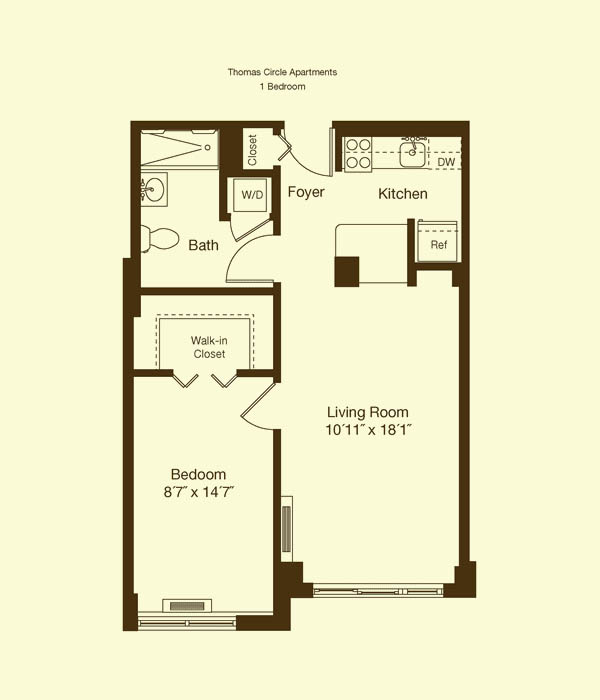 Thomas Circle Apartments
1 Bedroom
Closet
DW
W/D
Foyer
Kitchen
Bath
Ref
Walk-in
Closet
Living Room
10´11˝ x 18´1˝
Bedoom
8´7˝ x 14´7˝